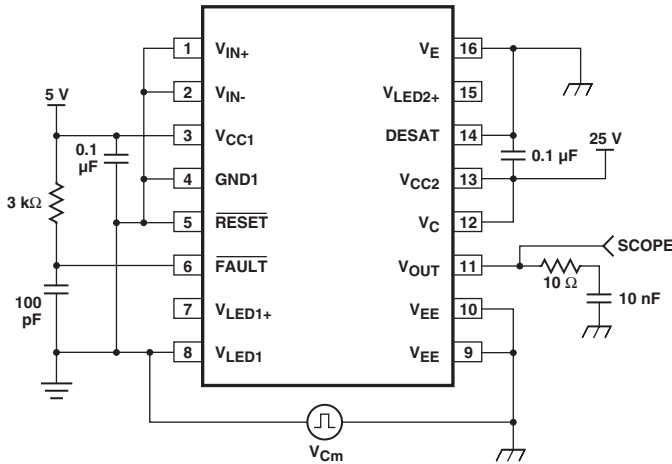 1 V_IN+ V_E 16
2 V_IN- V_LED2+ 15
5 V
3 V_CC1 DESAT 14
0.1 µF
0.1 µF
25 V
4 GND1 V_CC2 13
3 kΩ
5 RESET V_C 12
SCOPE
6 FAULT V_OUT 11
10 Ω
100 pF
10 nF
7 V_LED1+ V_EE 10
8 V_LED1 V_EE 9
V_Cm